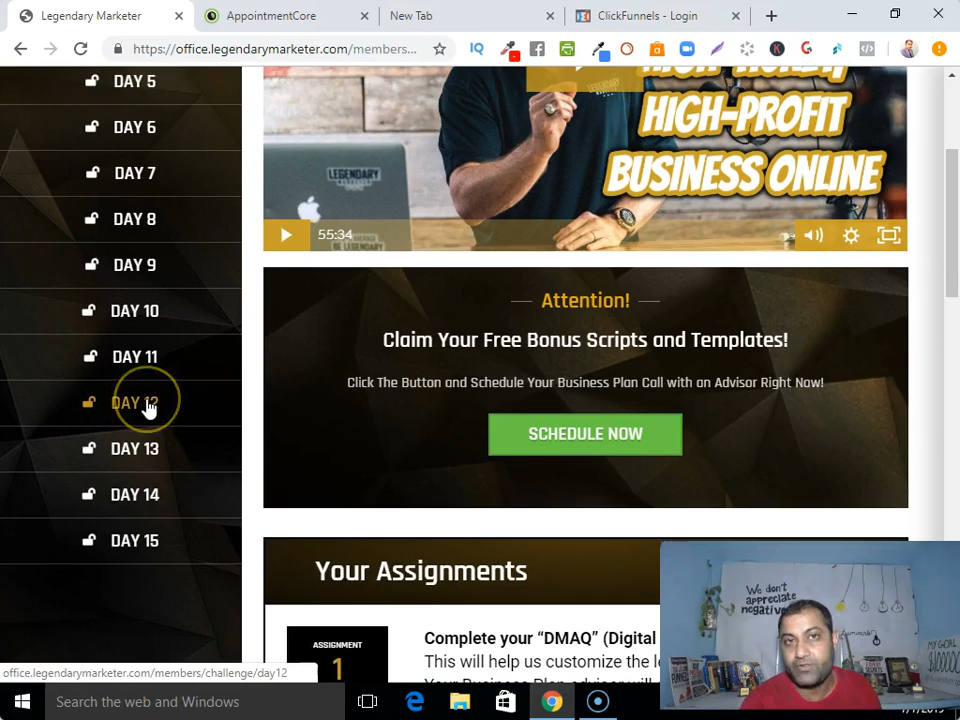 Legendary Marketer
AppointmentCore
New Tab
ClickFunnels - Login
https://office.legendarymarketer.com/members...
DAY 5
DAY 6
DAY 7
DAY 8
DAY 9
DAY 10
DAY 11
DAY 12
DAY 13
DAY 14
DAY 15
HIGH-PROFIT
BUSINESS ONLINE
LEGENDARY
55:34
Attention!
Claim Your Free Bonus Scripts and Templates!
Click The Button and Schedule Your Business Plan Call with an Advisor Right Now!
SCHEDULE NOW
Your Assignments
ASSIGNMENT
1
Complete your “DMAQ” (Digital
This will help us customize the le
We don't
appreciate
negative
MY GOAL
office.legendarymarketer.com/members/challenge/day12
Search the web and Windows